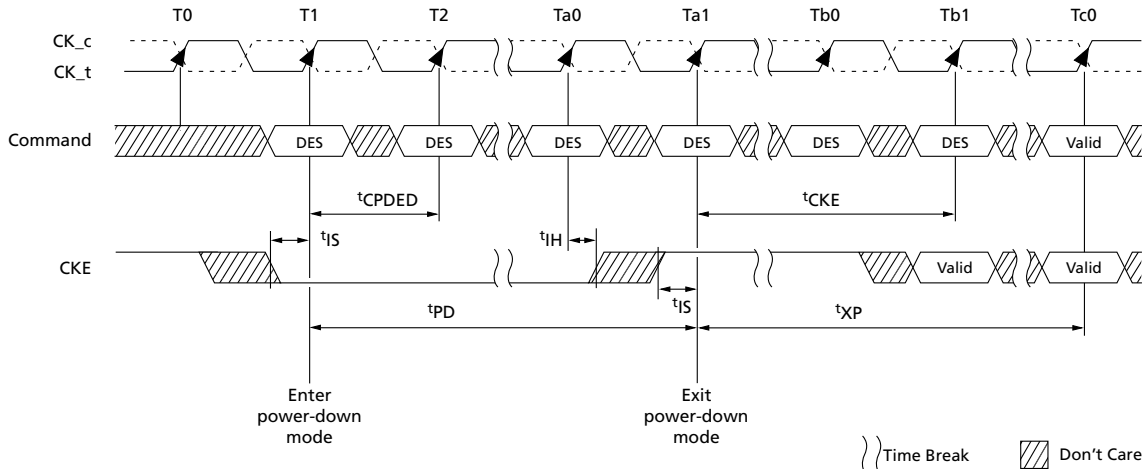 T0 T1 T2 Ta0 Ta1 Tb0 Tb1 Tc0
CK_c
CK_t
Command DES DES DES DES DES DES Valid
tCPDED tCKE
tIS tIH
CKE Valid Valid
tIS
tPD tXP
Enter power-down mode
Exit power-down mode
Time Break Don't Care